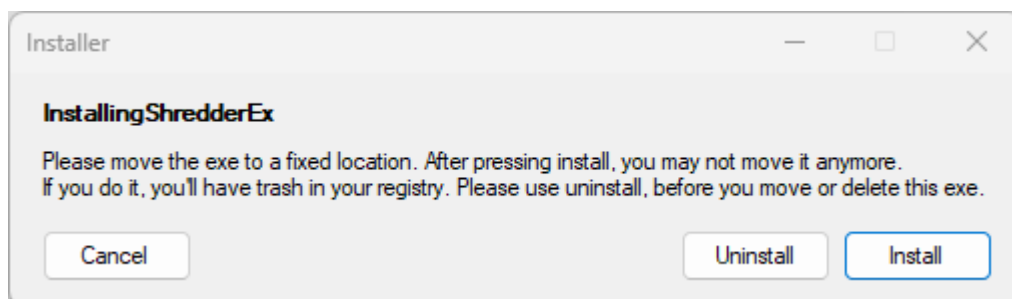 Installer
InstallingShredderEx
Please move the exe to a fixed location. After pressing install, you may not move it anymore.
If you do it, you'll have trash in your registry. Please use uninstall, before you move or delete this exe.
Cancel Uninstall Install